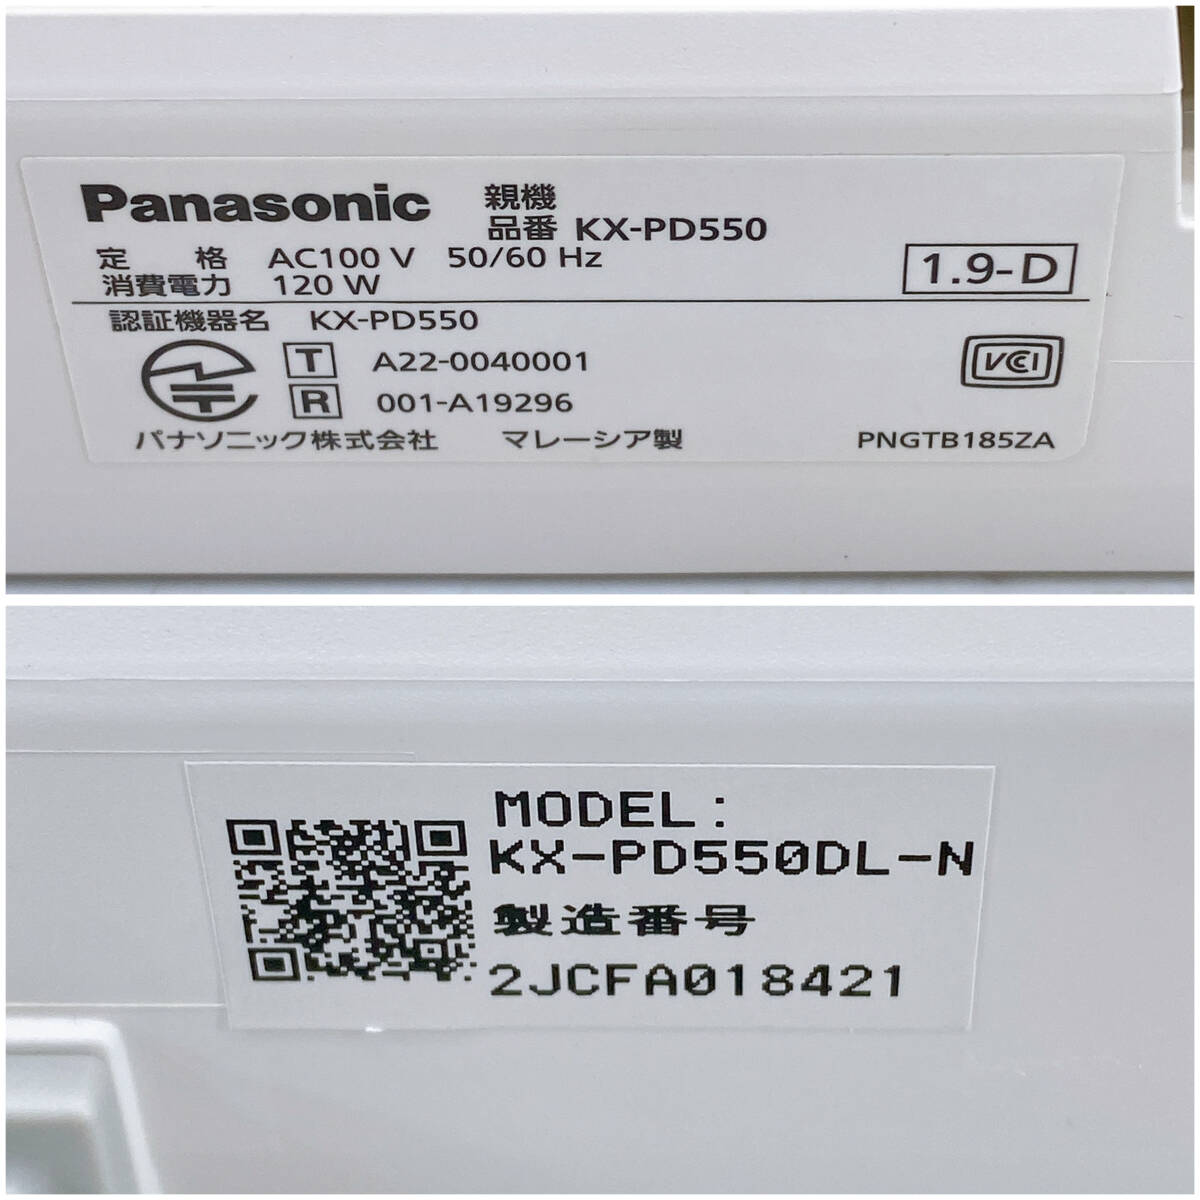 Panasonic 親機
品番 KX-PD550
定 格 AC100 V 50/60 Hz
消費電力 120 W
1.9-D
認証機器名 KX-PD550
T A22-0040001
R 001-A19296
VCCI
パナソニック株式会社 マレーシア製 PNGTB185ZA
MODEL:
KX-PD550DL-N
製造番号
2JCFA018421